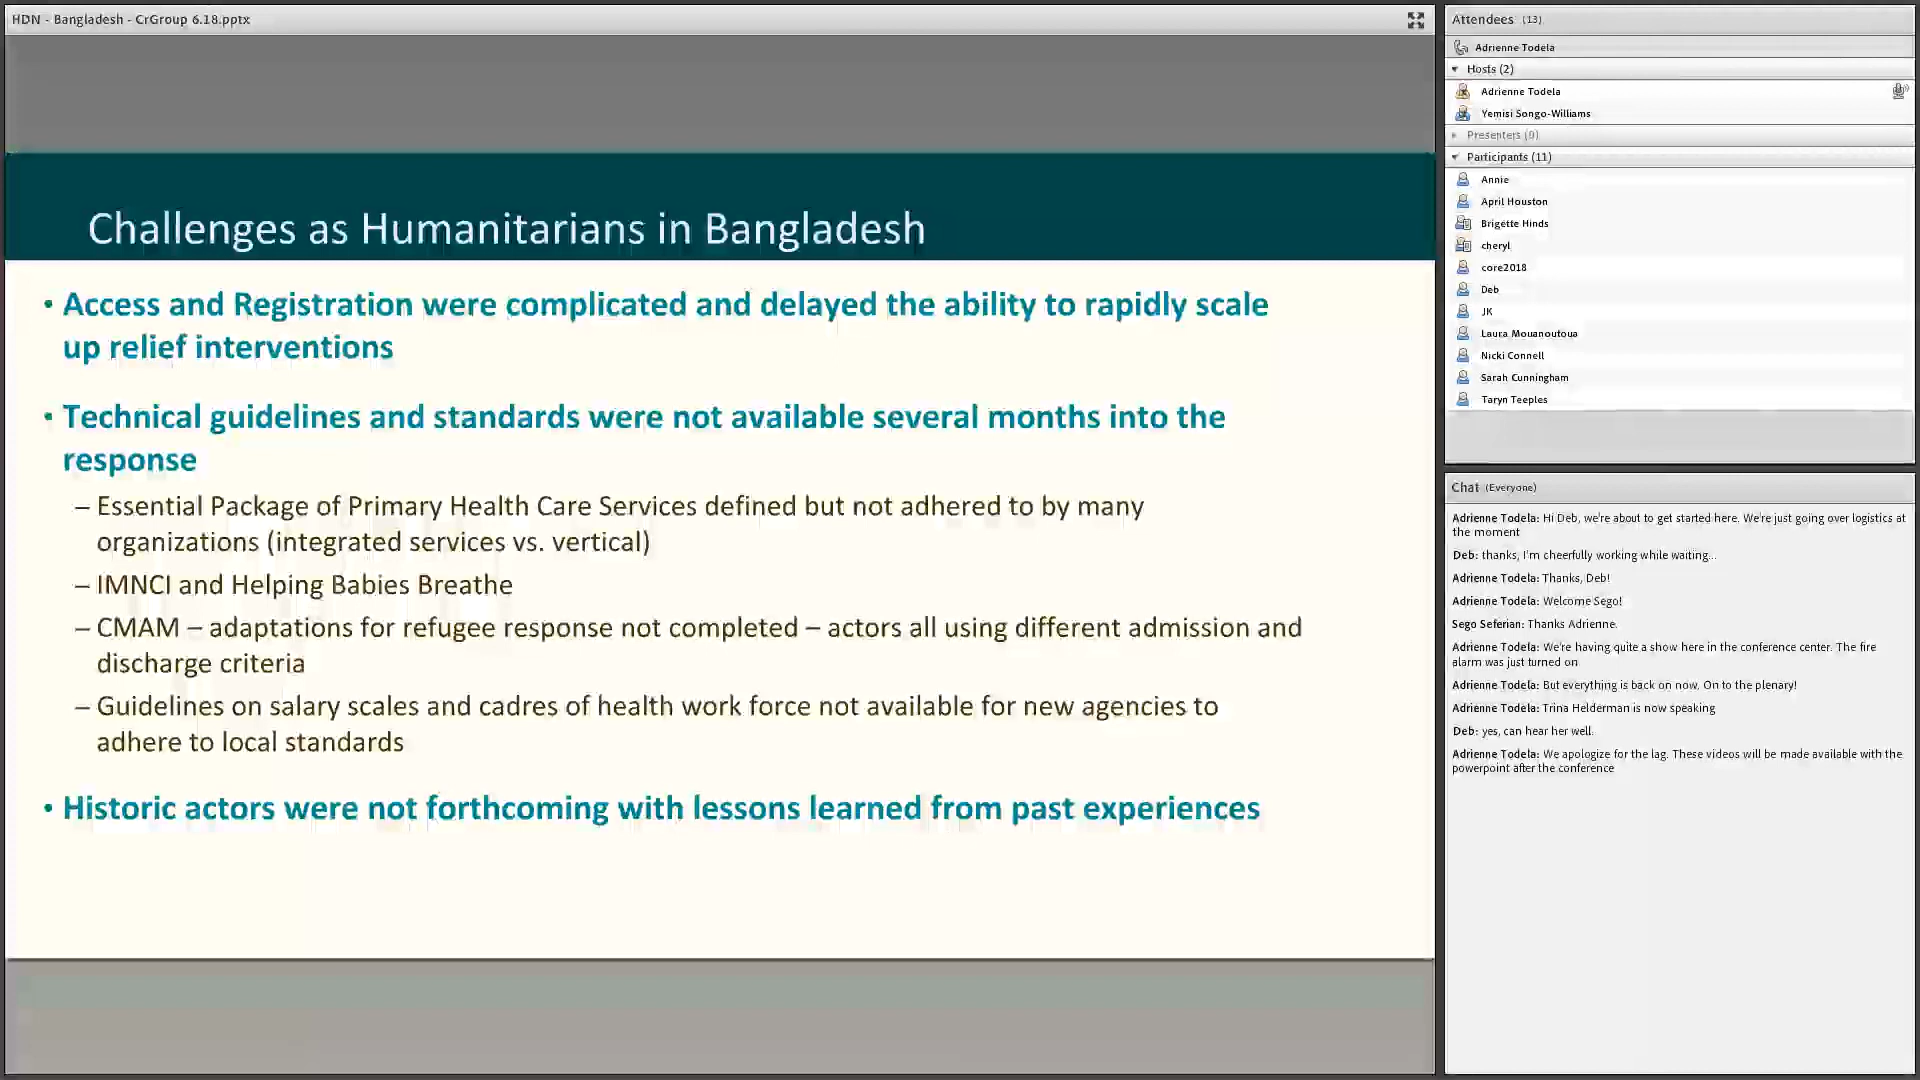 HDN - Bangladesh - CrGroup 6.18.pptx
Challenges as Humanitarians in Bangladesh
• Access and Registration were complicated and delayed the ability to rapidly scale
up relief interventions
• Technical guidelines and standards were not available several months into the
response
– Essential Package of Primary Health Care Services defined but not adhered to by many
organizations (integrated services vs. vertical)
– IMNCI and Helping Babies Breathe
– CMAM – adaptations for refugee response not completed – actors all using different admission and
discharge criteria
– Guidelines on salary scales and cadres of health work force not available for new agencies to
adhere to local standards
• Historic actors were not forthcoming with lessons learned from past experiences
Attendees (13)
Adrienne Todela
Hosts (2)
Adrienne Todela
Yemisi Songo-Williams
Presenters (0)
Participants (11)
Annie
April Houston
Brigette Hinds
cheryl
core2018
Deb
JK
Laura Mouanoutoua
Nicki Connell
Sarah Cunningham
Taryn Teeples
Chat (Everyone)
Adrienne Todela: Hi Deb, we're about to get started here. We're just going over logistics at
the moment
Deb: thanks, I'm cheerfully working while waiting...
Adrienne Todela: Thanks, Deb!
Adrienne Todela: Welcome Sego!
Sego Seferian: Thanks Adrienne.
Adrienne Todela: We're having quite a show here in the conference center. The fire
alarm was just turned on
Adrienne Todela: But everything is back on now. On to the plenary!
Adrienne Todela: Trina Helderman is now speaking
Deb: yes, can hear her well.
Adrienne Todela: We apologize for the lag. These videos will be made available with the
powerpoint after the conference